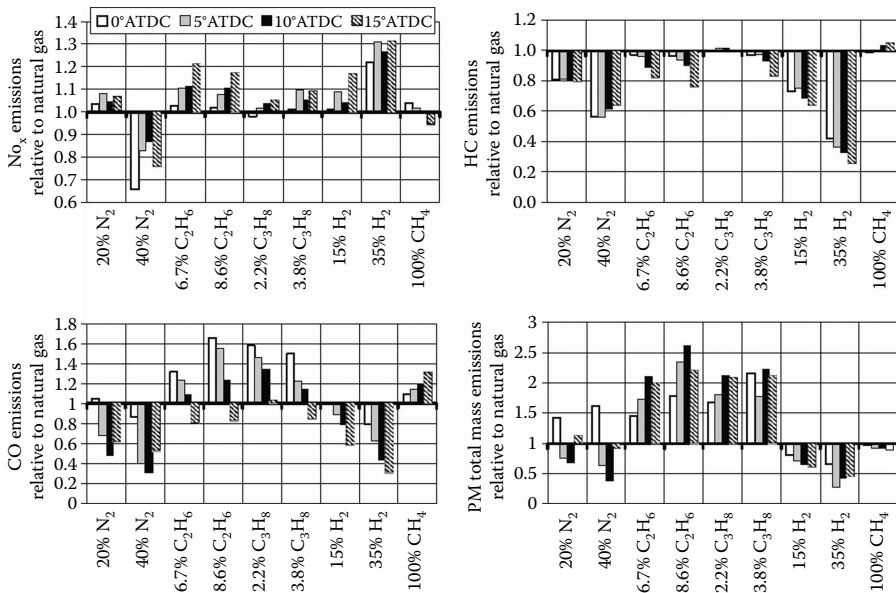 0°ATDC 5°ATDC 10°ATDC 15°ATDC
No<sub>x</sub> emissions
relative to natural gas
1.4
1.3
1.2
1.1
1.0
0.9
0.8
0.7
0.6
20% N₂
40% N₂
6.7% C₂H₆
8.6% C₂H₆
2.2% C₃H₈
3.8% C₃H₈
15% H₂
35% H₂
100% CH₄
HC emissions
relative to natural gas
1.2
1.0
0.8
0.6
0.4
0.2
0.0
20% N₂
40% N₂
6.7% C₂H₆
8.6% C₂H₆
2.2% C₃H₈
3.8% C₃H₈
15% H₂
35% H₂
100% CH₄
CO emissions
relative to natural gas
1.8
1.6
1.4
1.2
1
0.8
0.6
0.4
0.2
0
20% N₂
40% N₂
6.7% C₂H₆
8.6% C₂H₆
2.2% C₃H₈
3.8% C₃H₈
15% H₂
35% H₂
100% CH₄
PM total mass emissions
relative to natural gas
3
2.5
2
1.5
1
0.5
0
20% N₂
40% N₂
6.7% C₂H₆
8.6% C₂H₆
2.2% C₃H₈
3.8% C₃H₈
15% H₂
35% H₂
100% CH₄